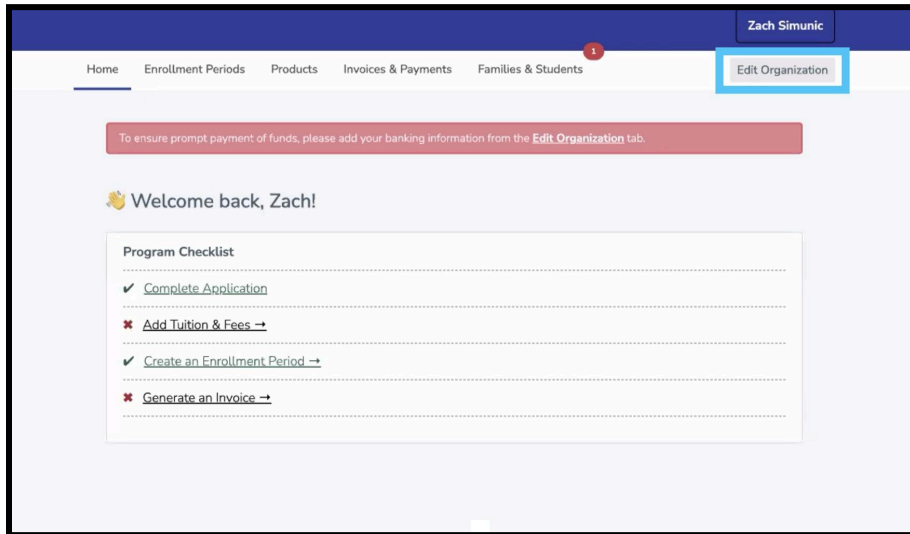 Zach Simunic
1
Home Enrollment Periods Products Invoices & Payments Families & Students Edit Organization
To ensure prompt payment of funds, please add your banking information from the Edit Organization tab.
👋 Welcome back, Zach!
Program Checklist
✔ Complete Application
✖ Add Tuition & Fees →
✔ Create an Enrollment Period →
✖ Generate an Invoice →